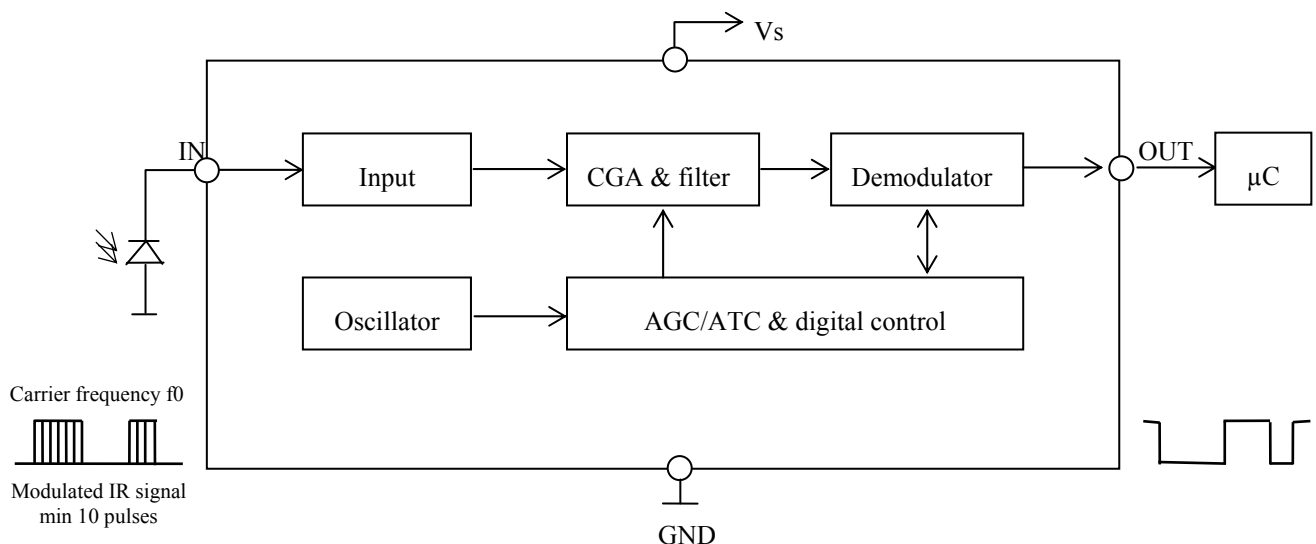 Vs
IN
Input
CGA & filter
Demodulator
OUT
µC
Oscillator
AGC/ATC & digital control
Carrier frequency f0
Modulated IR signal
min 10 pulses
GND